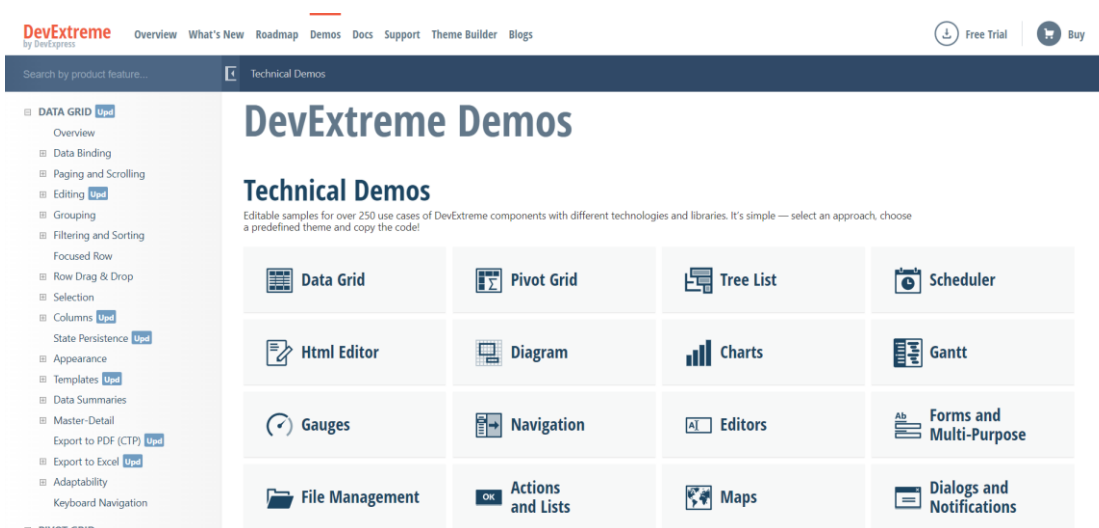 DevExtreme
by DevExpress
Overview What's New Roadmap Demos Docs Support Theme Builder Blogs
Free Trial
Buy
Search by product feature...
Technical Demos
DATA GRID Upd
Overview
Data Binding
Paging and Scrolling
Editing Upd
Grouping
Filtering and Sorting
Focused Row
Row Drag & Drop
Selection
Columns Upd
State Persistence Upd
Appearance
Templates Upd
Data Summaries
Master-Detail
Export to PDF (CTP) Upd
Export to Excel Upd
Adaptability
Keyboard Navigation
DevExtreme Demos
Technical Demos
Editable samples for over 250 use cases of DevExtreme components with different technologies and libraries. It's simple — select an approach, choose
a predefined theme and copy the code!
Data Grid
Pivot Grid
Tree List
Scheduler
Html Editor
Diagram
Charts
Gantt
Gauges
Navigation
Editors
Ab
Forms and
Multi-Purpose
File Management
OK
Actions
and Lists
Maps
Dialogs and
Notifications